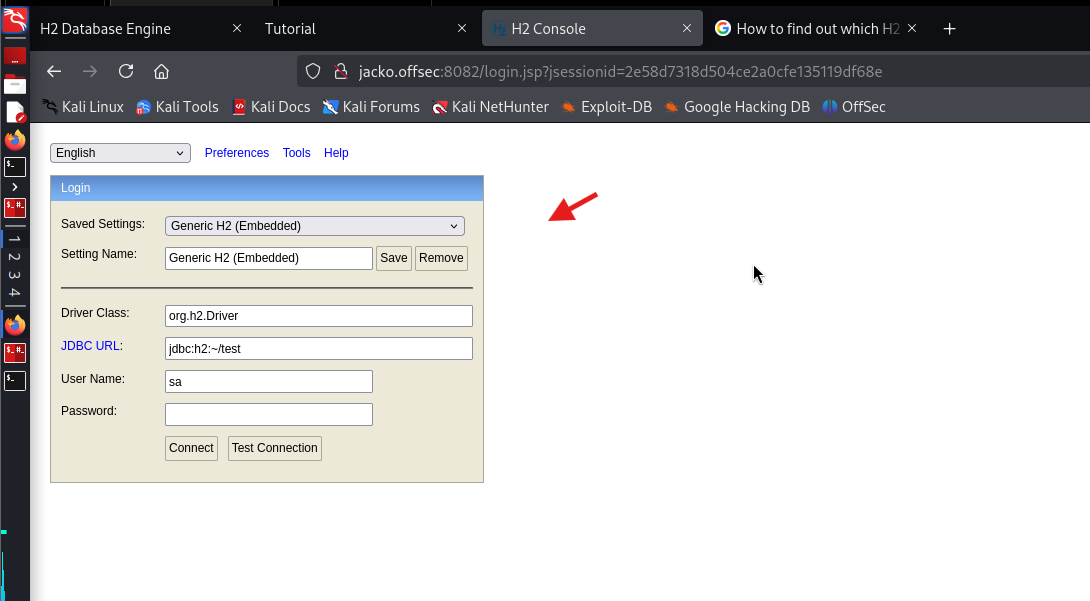 H2 Database Engine
Tutorial
H2 Console
How to find out which H2
jacko.offsec:8082/login.jsp?jsessionid=2e58d7318d504ce2a0cfe135119df68e
Kali Linux Kali Tools Kali Docs Kali Forums Kali NetHunter Exploit-DB Google Hacking DB OffSec
English Preferences Tools Help
Login
Saved Settings: Generic H2 (Embedded)
Setting Name: Generic H2 (Embedded) Save Remove
Driver Class: org.h2.Driver
JDBC URL: jdbc:h2:~/test
User Name: sa
Password:
Connect Test Connection
1
2
3
4